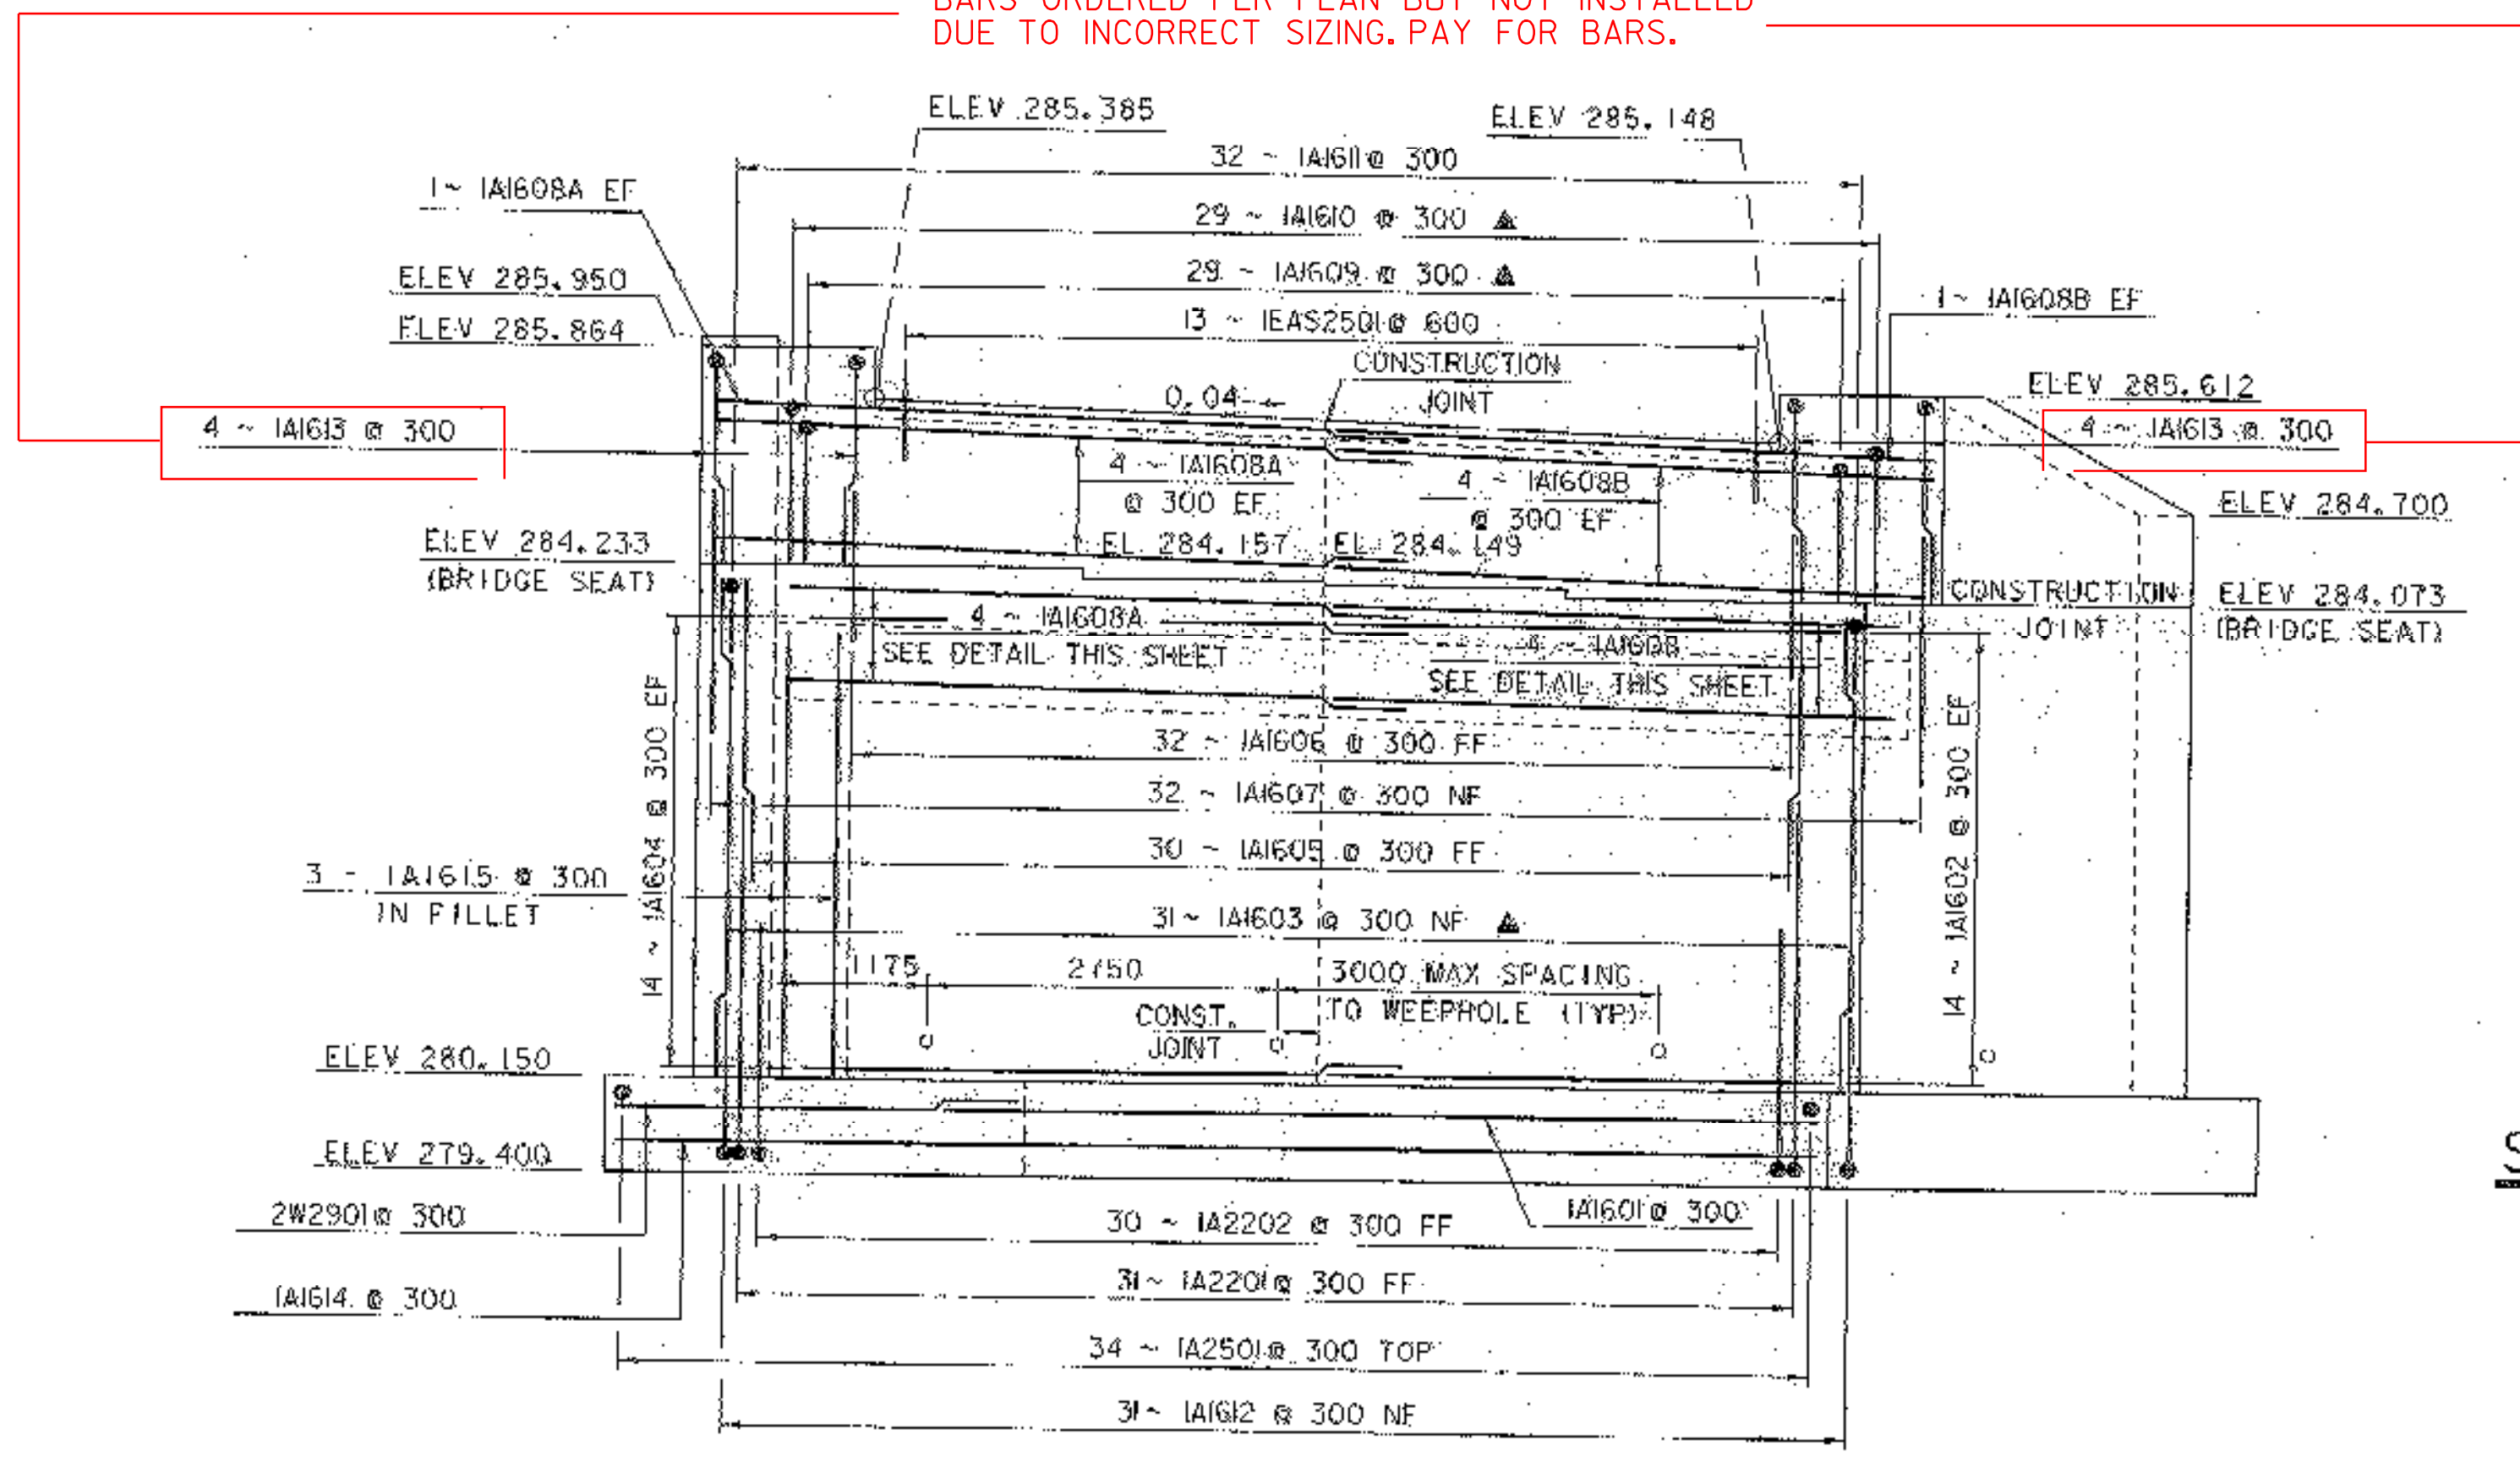 BARS ORDERED PER PLAN BUT NOT INSTALLED
DUE TO INCORRECT SIZING. PAY FOR BARS.
ELEV 285.385
ELEV 285.148
32 ~ 1A1611 @ 300
1 ~ 1A1608A EF
29 ~ 1A1610 @ 300
ELEV 285.950
29 ~ 1A1609 @ 300
1 ~ 1A1608B EF
ELEV 285.864
13 ~ 1EAS2501 @ 600
CONSTRUCTION
JOINT
ELEV 285.612
0.04
4 ~ 1A1613 @ 300
4 ~ 1A1613 @ 300
4 ~ 1A1608A
@ 300 EF
4 ~ 1A1608B
@ 300 EF
ELEV 284.700
ELEV 284.233
(BRIDGE SEAT)
EL 284.157
EL 284.149
CONSTRUCTION
JOINT
ELEV 284.073
(BRIDGE SEAT)
4 ~ 1A1608A
SEE DETAIL THIS SHEET
4 ~ 1A1608
SEE DETAIL THIS SHEET
14 ~ 1A1604 @ 300 EF
32 ~ 1A1606 @ 300 FF
32 ~ 1A1607 @ 300 NF
14 ~ 1A1602 @ 300 EF
30 ~ 1A1605 @ 300 FF
3 - 1A1615 @ 300
IN FILLET
31 ~ 1A1603 @ 300 NF
1175
2750
3000 MAX SPACING
TO WEEPHOLE (TYP)
CONST.
JOINT
ELEV 280.150
ELEV 279.400
2W2901 @ 300
30 ~ 1A2202 @ 300 FF
1A1601 @ 300
1A1614 @ 300
31 ~ 1A2201 @ 300 FF
34 ~ 1A2501 @ 300 TOP
31 ~ 1A1612 @ 300 NF